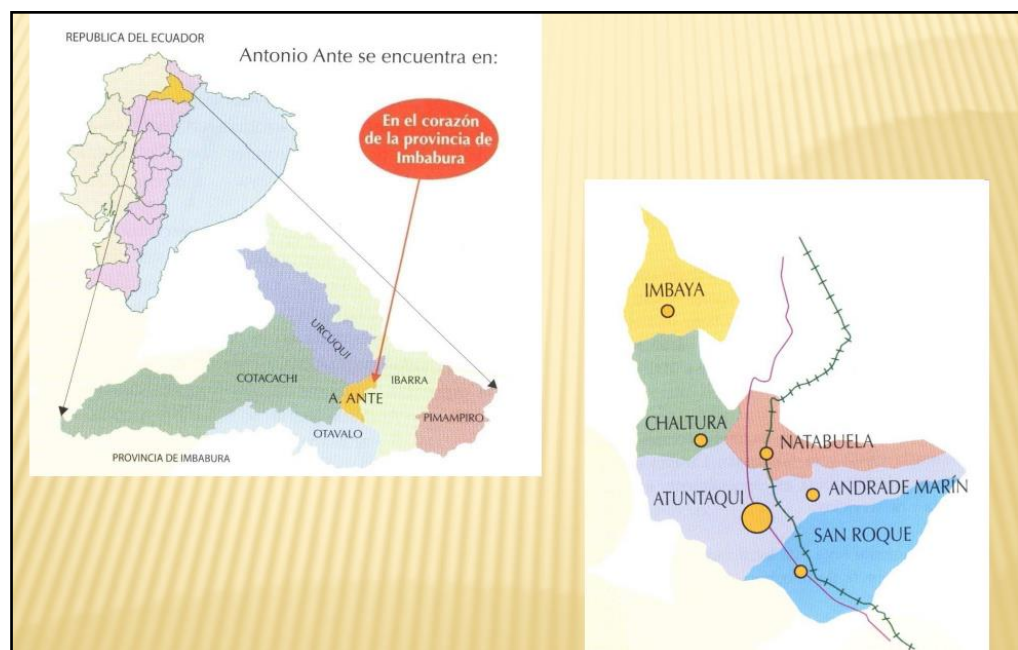 REPUBLICA DEL ECUADOR
Antonio Ante se encuentra en:
En el corazón
de la provincia de
Imbabura
URCUQUI
COTACACHI
IBARRA
A. ANTE
PIMAMPIRO
OTAVALO
PROVINCIA DE IMBABURA
IMBAYA
CHALTURA
NATABUELA
ATUNTAQUI
ANDRADE MARÍN
SAN ROQUE